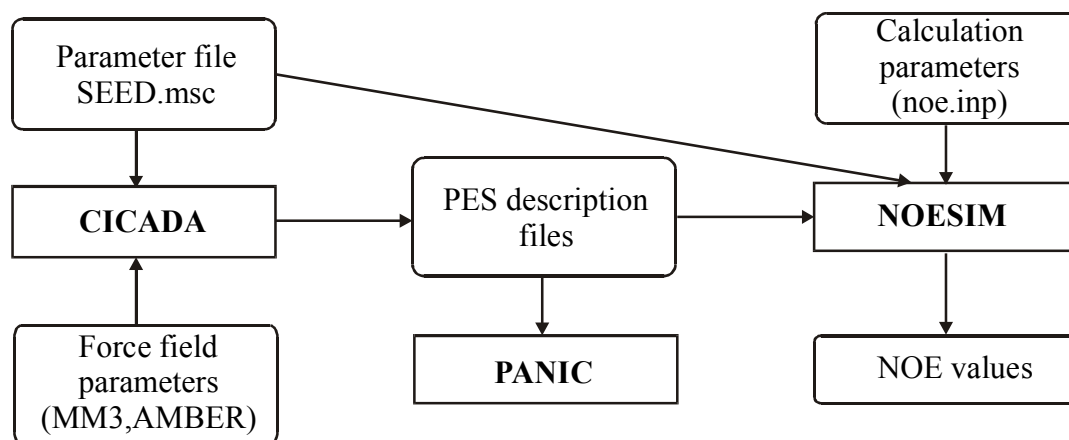 Parameter file
SEED.msc
Calculation
parameters
(noe.inp)
CICADA
PES description
files
NOESIM
Force field
parameters
(MM3,AMBER)
PANIC
NOE values